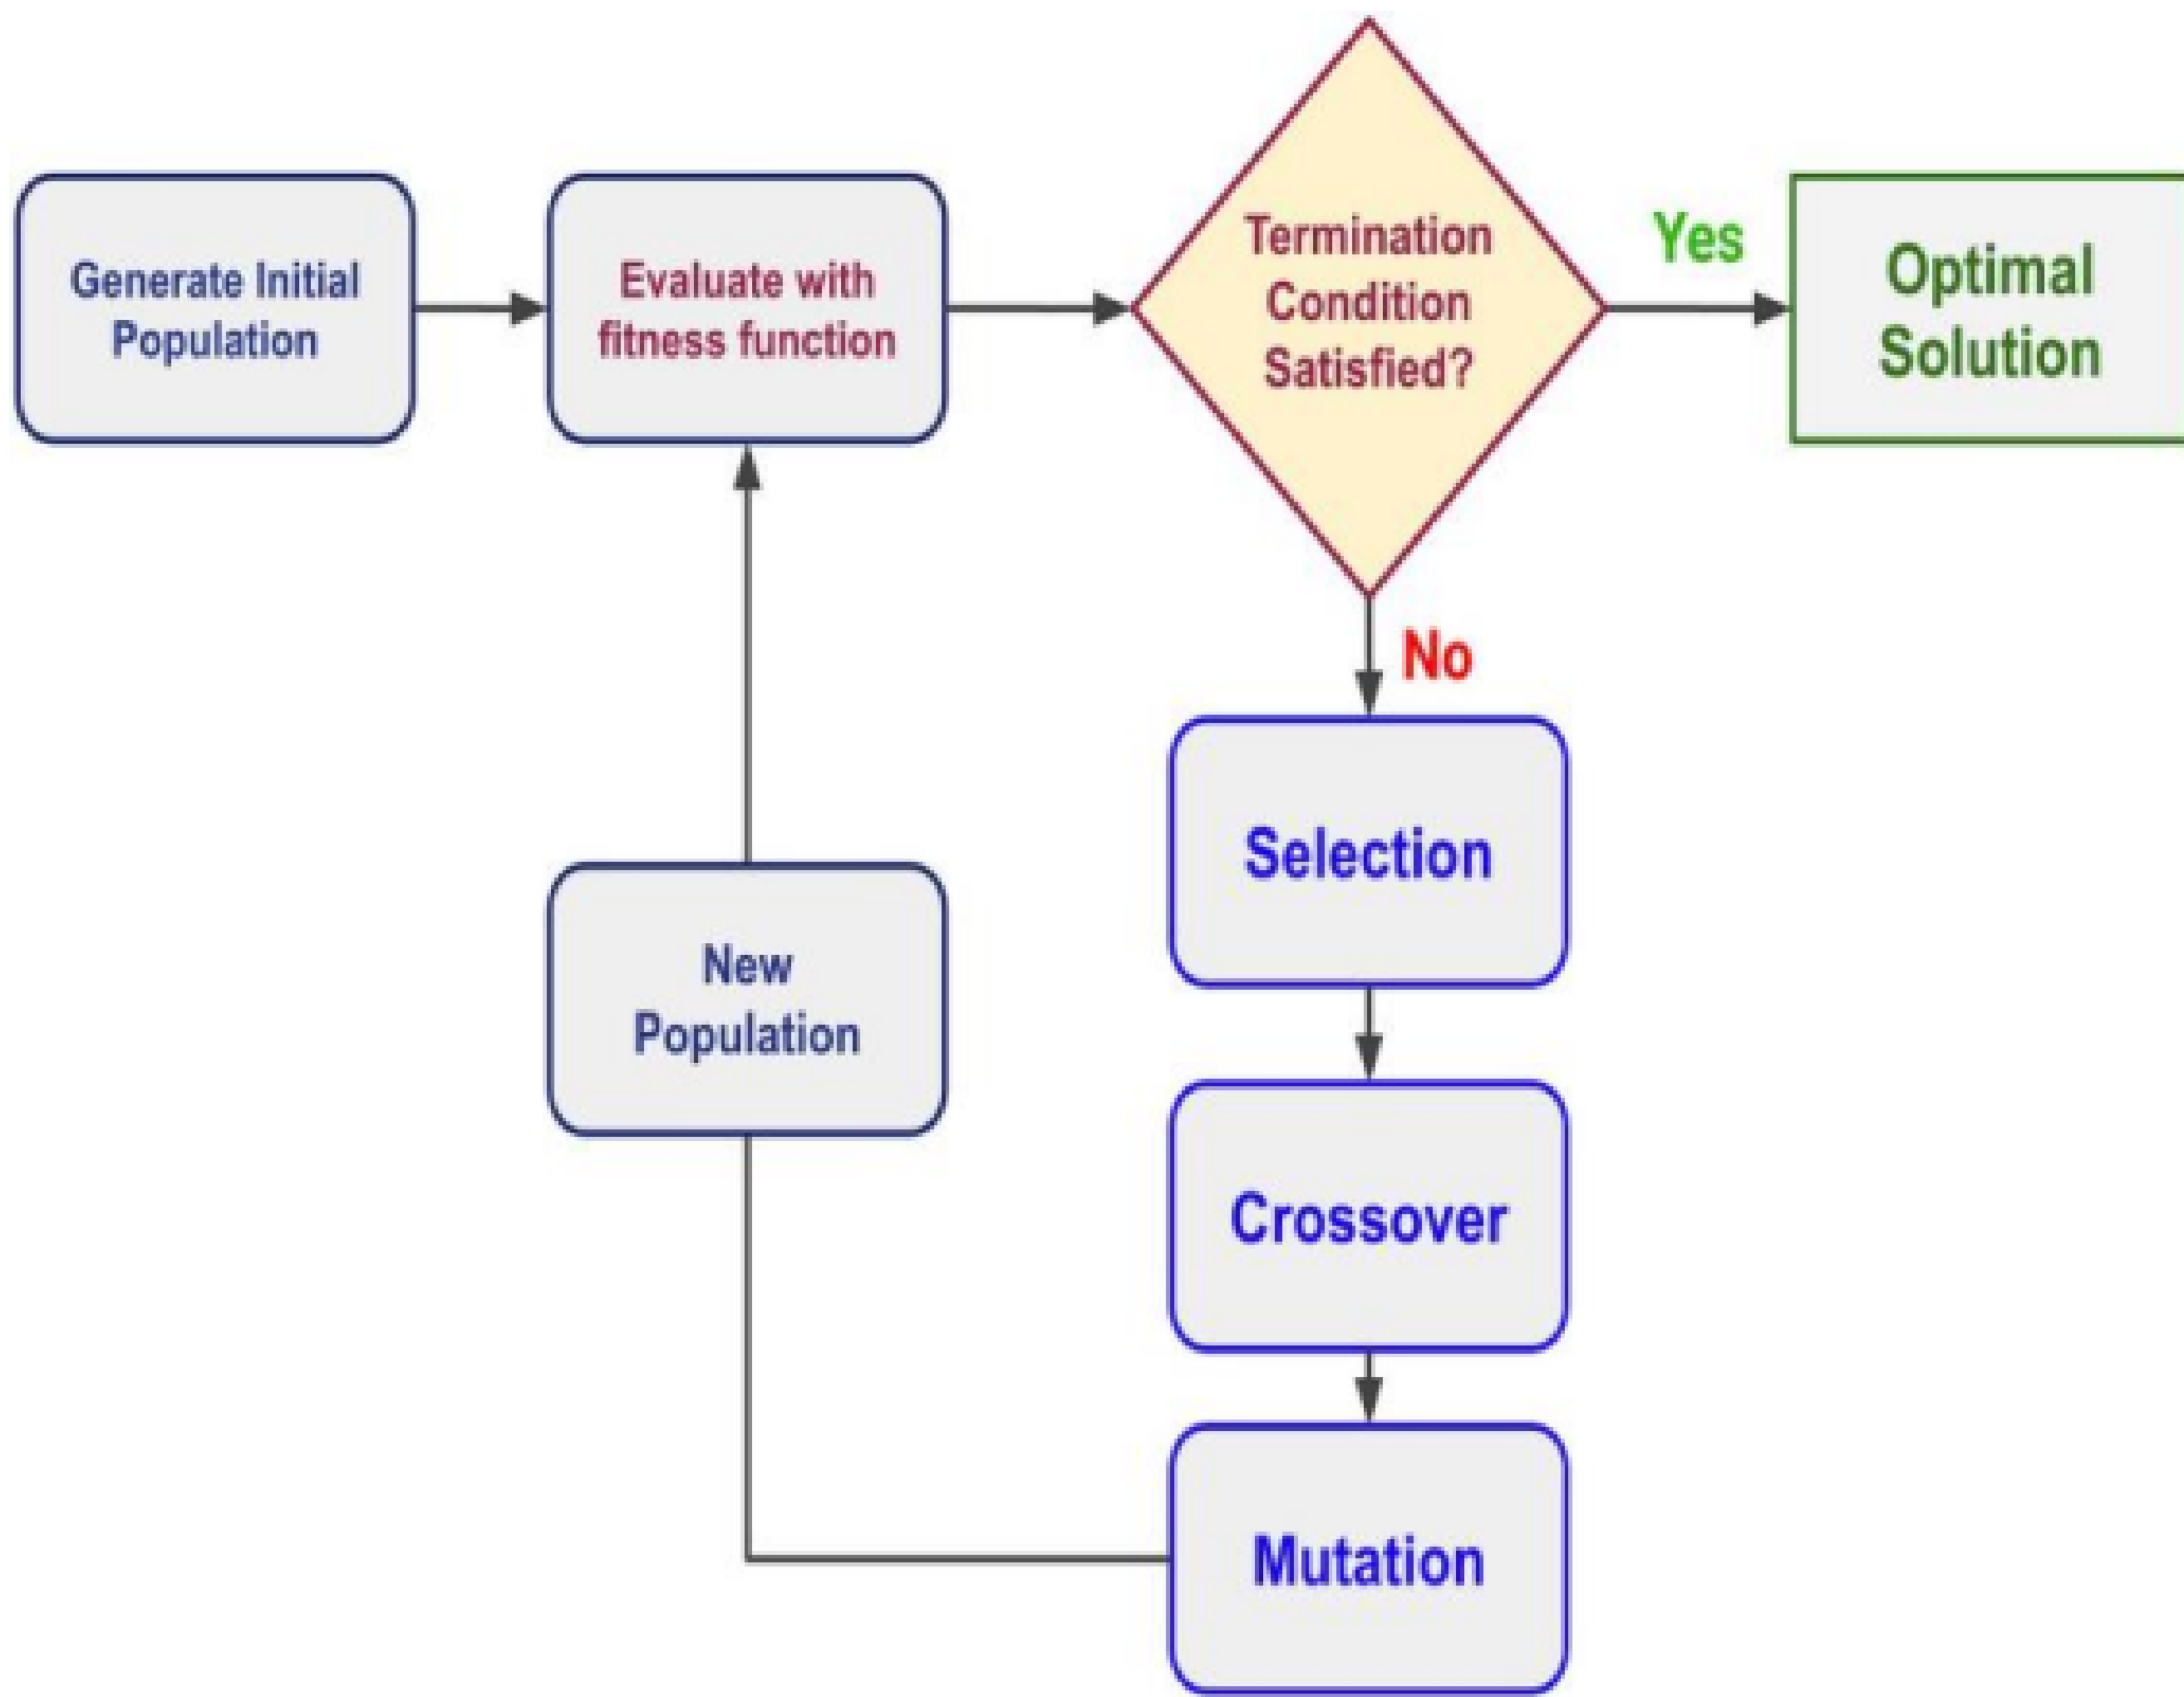 Generate Initial
Population
Evaluate with
fitness function
Termination
Condition
Satisfied?
Yes
Optimal
Solution
No
Selection
New
Population
Crossover
Mutation